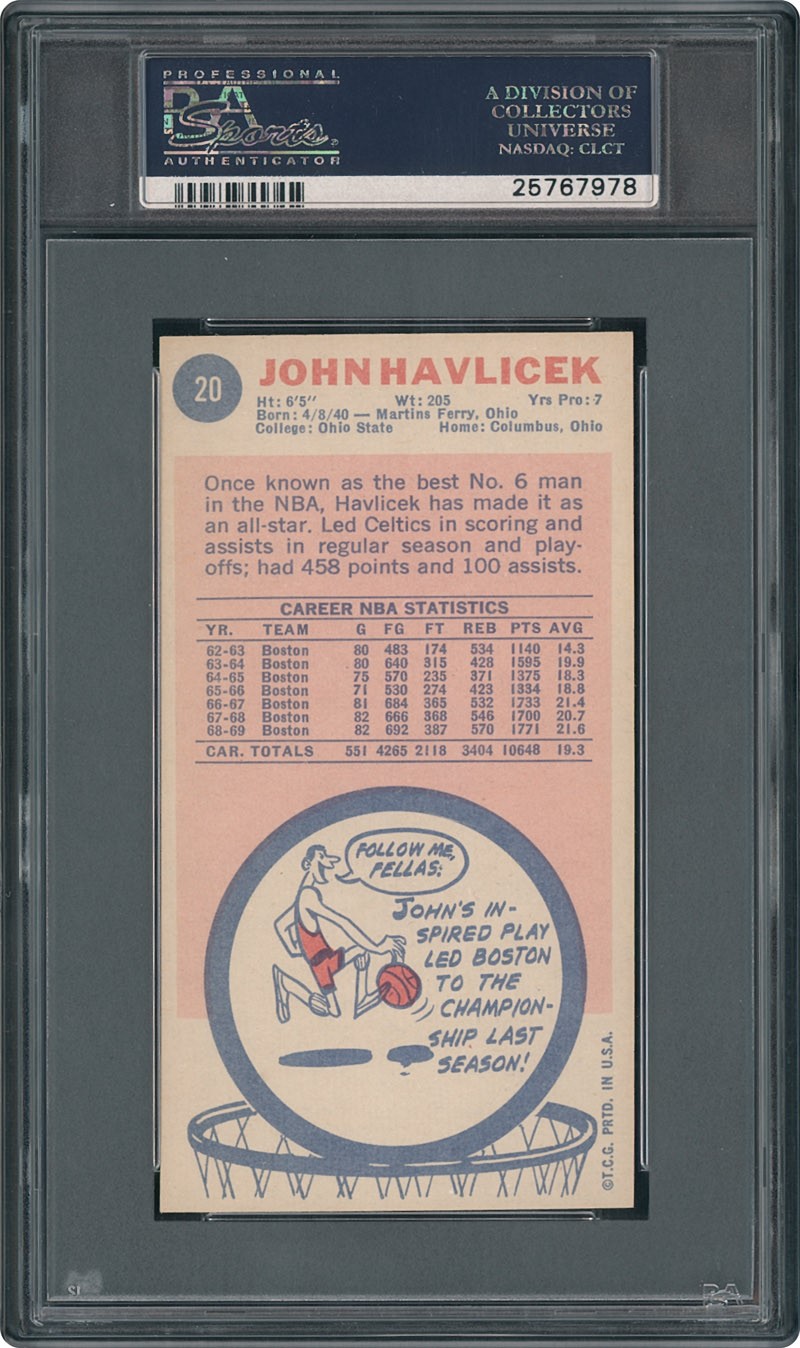 PROFESSIONAL
PSA
Sports
AUTHENTICATOR
A DIVISION OF
COLLECTORS
UNIVERSE
NASDAQ: CLCT
25767978
20
JOHN HAVLICEK
Ht: 6'5" Wt: 205 Yrs Pro: 7
Born: 4/8/40 — Martins Ferry, Ohio
College: Ohio State Home: Columbus, Ohio
Once known as the best No. 6 man
in the NBA, Havlicek has made it as
an all-star. Led Celtics in scoring and
assists in regular season and play-
offs; had 458 points and 100 assists.
CAREER NBA STATISTICS
YR. TEAM G FG FT REB PTS AVG
62-63 Boston 80 483 174 534 1140 14.3
63-64 Boston 80 640 315 428 1595 19.9
64-65 Boston 75 570 235 371 1375 18.3
65-66 Boston 71 530 274 423 1334 18.8
66-67 Boston 81 684 365 532 1733 21.4
67-68 Boston 82 666 368 546 1700 20.7
68-69 Boston 82 692 387 570 1771 21.6
CAR. TOTALS 551 4265 2118 3404 10648 19.3
FOLLOW ME,
FELLAS:
JOHN'S IN-
SPIRED PLAY
LED BOSTON
TO THE
CHAMPION-
SHIP LAST
SEASON!
©T.C.G. PRTD. IN U.S.A.